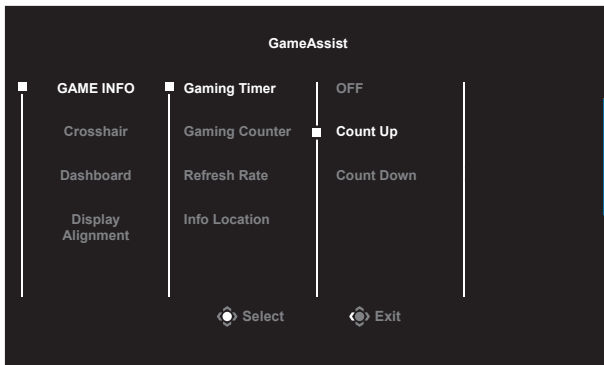 GameAssist
GAME INFO
Crosshair
Dashboard
Display
Alignment
Gaming Timer
Gaming Counter
Refresh Rate
Info Location
OFF
Count Up
Count Down
Select
Exit